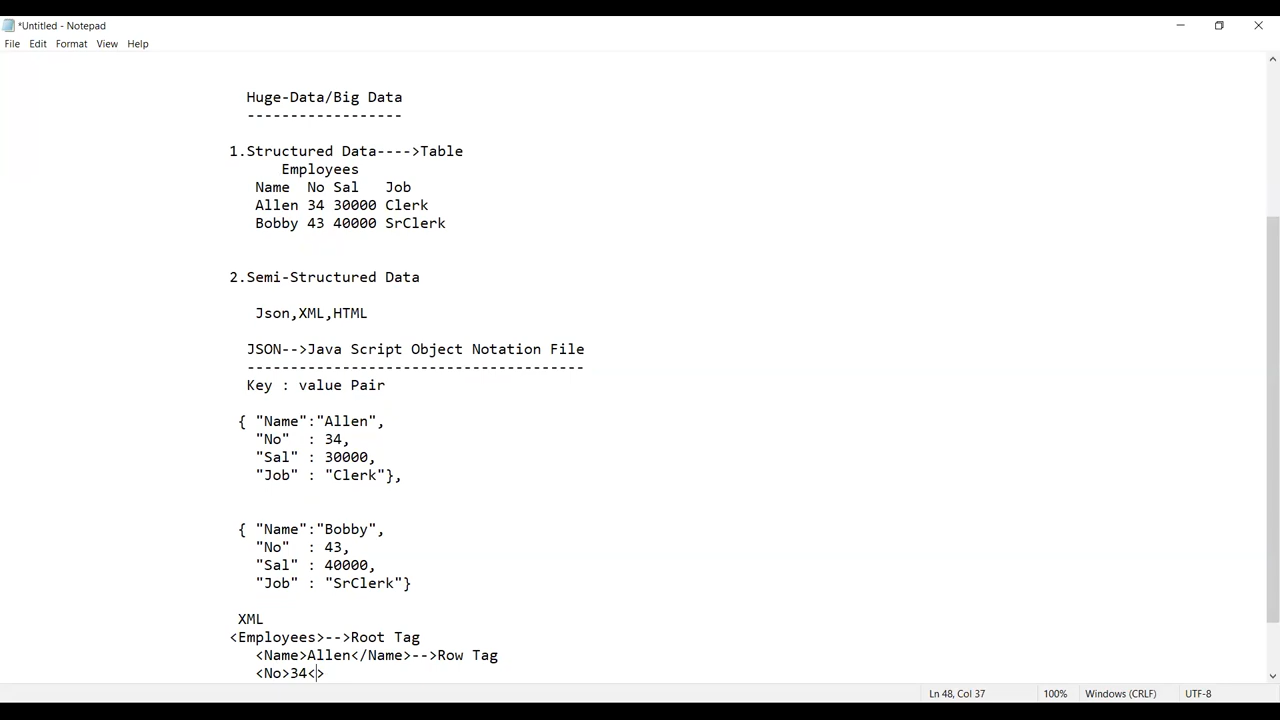 *Untitled - Notepad
File Edit Format View Help
Huge-Data/Big Data
------------------
1.Structured Data---->Table
Employees
Name No Sal Job
Allen 34 30000 Clerk
Bobby 43 40000 SrClerk
2.Semi-Structured Data
Json,XML,HTML
JSON-->Java Script Object Notation File
---------------------------------------
Key : value Pair
{ "Name":"Allen",
"No" : 34,
"Sal" : 30000,
"Job" : "Clerk"},
{ "Name":"Bobby",
"No" : 43,
"Sal" : 40000,
"Job" : "SrClerk"}
XML
<Employees>-->Root Tag
<Name>Allen</Name>-->Row Tag
<No>34<>
Ln 48, Col 37 100% Windows (CRLF) UTF-8